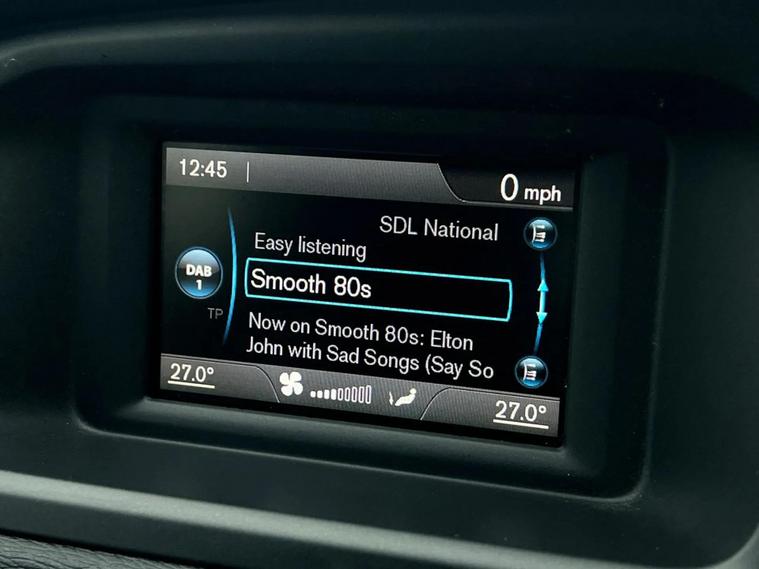 12:45
0 mph
SDL National
Easy listening
DAB
1
Smooth 80s
TP
Now on Smooth 80s: Elton
John with Sad Songs (Say So
27.0°
27.0°